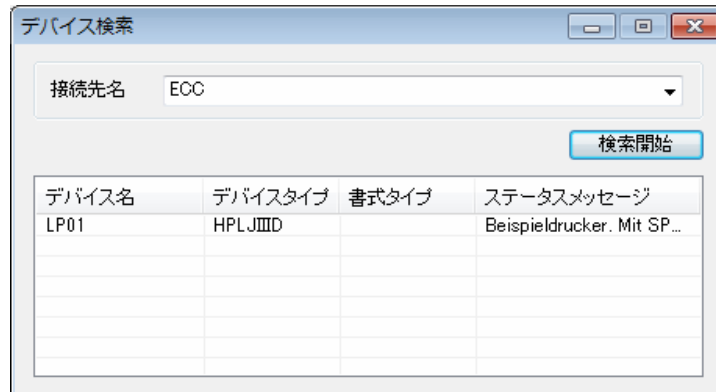 デバイス検索
接続先名 ECC
検索開始
デバイス名 デバイスタイプ 書式タイプ ステータスメッセージ
LP01 HPLJⅢD Beispieldrucker. Mit SP...